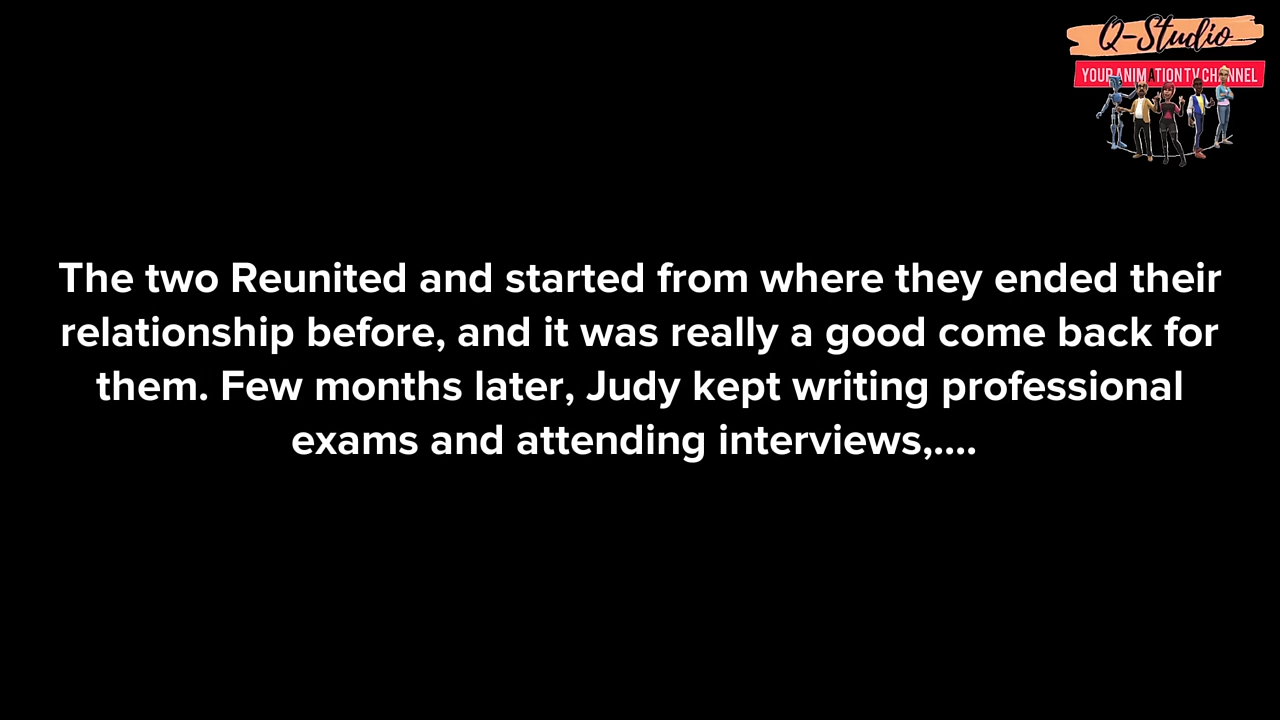 Q-Studio
YOUR ANIMATION TV CHANNEL
The two Reunited and started from where they ended their
relationship before, and it was really a good come back for
them. Few months later, Judy kept writing professional
exams and attending interviews,....